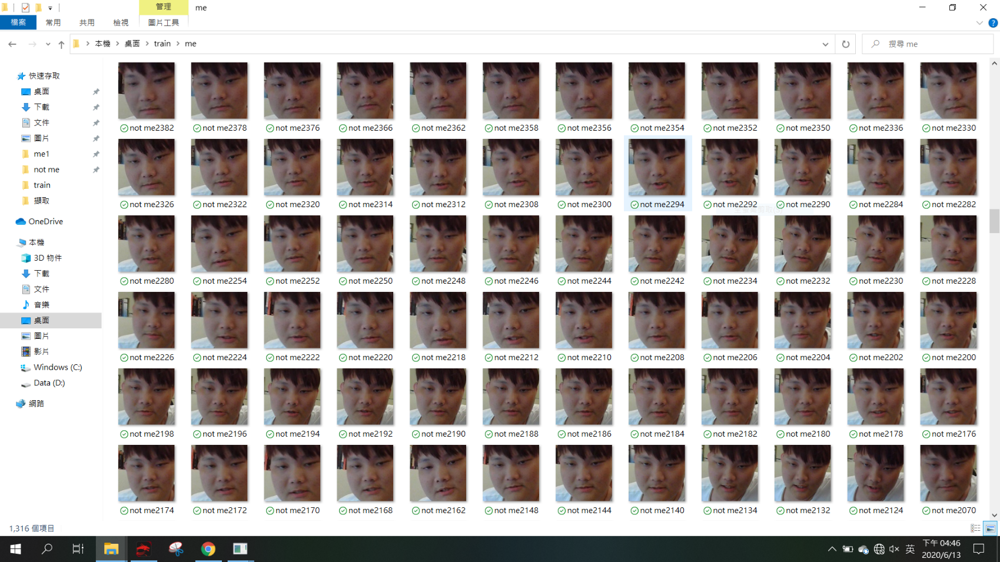 管理
me
檔案
常用
共用
檢視
圖片工具
本機 > 桌面 > train > me
搜尋 me
快速存取
桌面
下載
文件
圖片
me1
not me
train
擷取
OneDrive
本機
3D 物件
下載
文件
音樂
桌面
圖片
影片
Windows (C:)
Data (D:)
網路
not me2382 not me2378 not me2376 not me2366 not me2362 not me2358 not me2356 not me2354 not me2352 not me2350 not me2336 not me2330
not me2326 not me2322 not me2320 not me2314 not me2312 not me2308 not me2300 not me2294 not me2292 not me2290 not me2284 not me2282
not me2280 not me2254 not me2252 not me2250 not me2248 not me2246 not me2244 not me2242 not me2234 not me2232 not me2230 not me2228
not me2226 not me2224 not me2222 not me2220 not me2218 not me2212 not me2210 not me2208 not me2206 not me2204 not me2202 not me2200
not me2198 not me2196 not me2194 not me2192 not me2190 not me2188 not me2186 not me2184 not me2182 not me2180 not me2178 not me2176
not me2174 not me2172 not me2170 not me2168 not me2162 not me2148 not me2144 not me2140 not me2134 not me2132 not me2124 not me2070
1,316 個項目
英
下午 04:46
2020/6/13